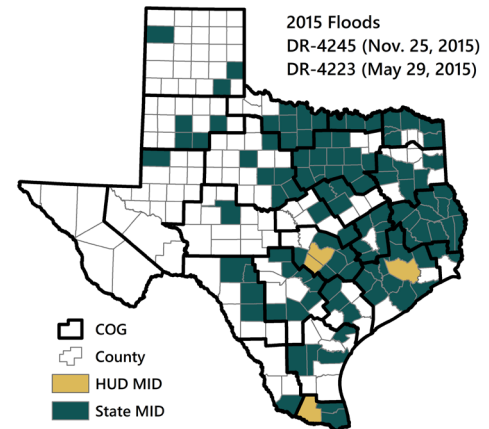 2015 Floods
DR-4245 (Nov. 25, 2015)
DR-4223 (May 29, 2015)
COG
County
HUD MID
State MID